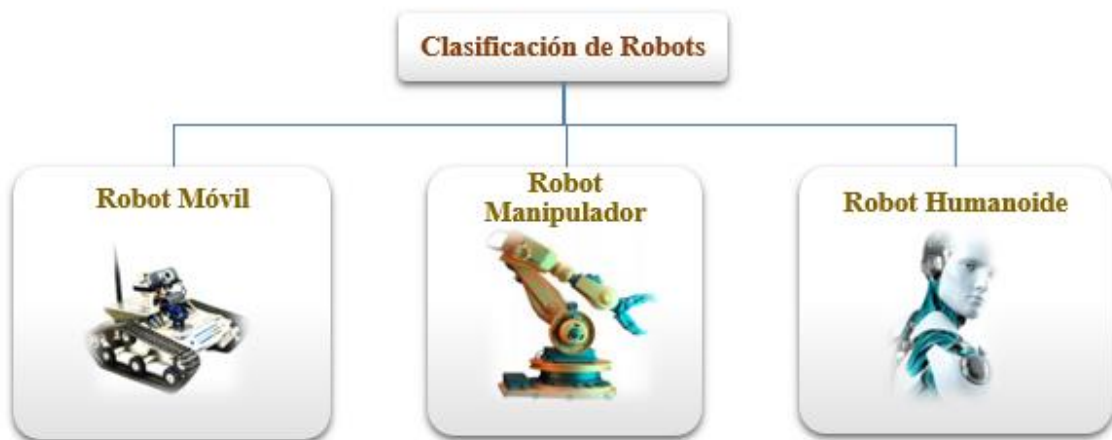 Clasificación de Robots
Robot Móvil
Robot
Manipulador
Robot Humanoide